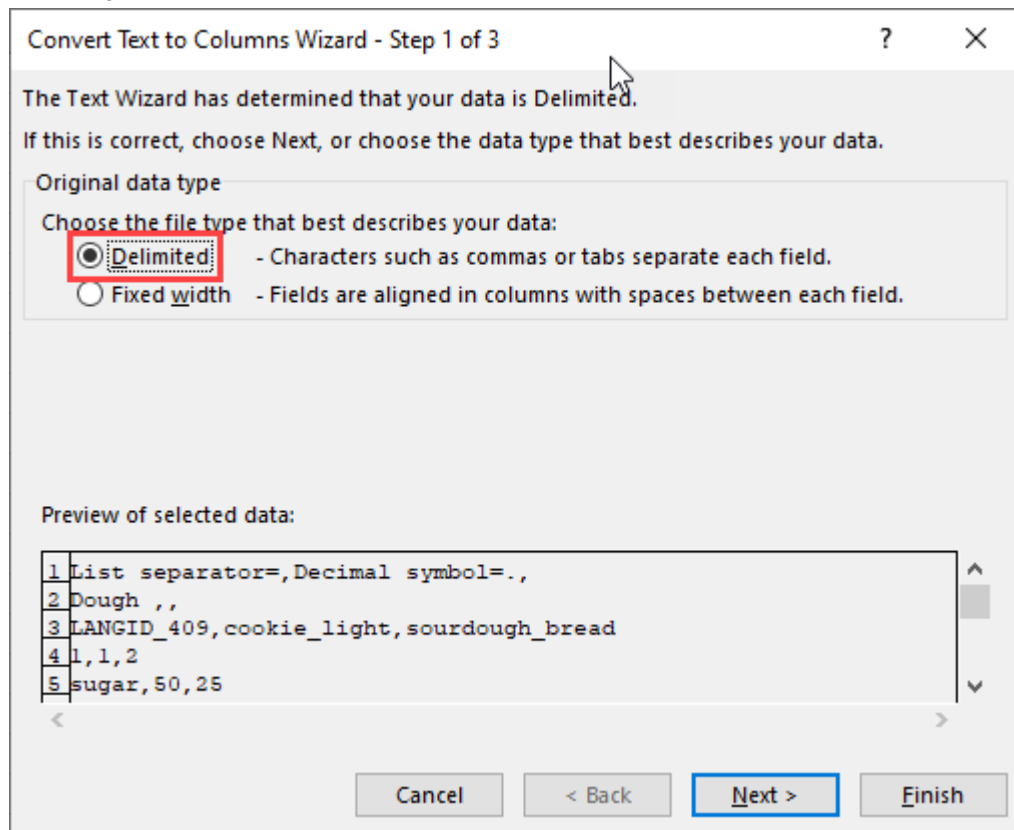 Convert Text to Columns Wizard - Step 1 of 3 ? ×
The Text Wizard has determined that your data is Delimited.
If this is correct, choose Next, or choose the data type that best describes your data.
Original data type
Choose the file type that best describes your data:
Delimited - Characters such as commas or tabs separate each field.
Fixed width - Fields are aligned in columns with spaces between each field.
Preview of selected data:
1 List separator=,Decimal symbol=.,
2 Dough ,,
3 LANGID_409,cookie_light,sourdough_bread
4 1,1,2
5 sugar,50,25
Cancel < Back Next > Finish